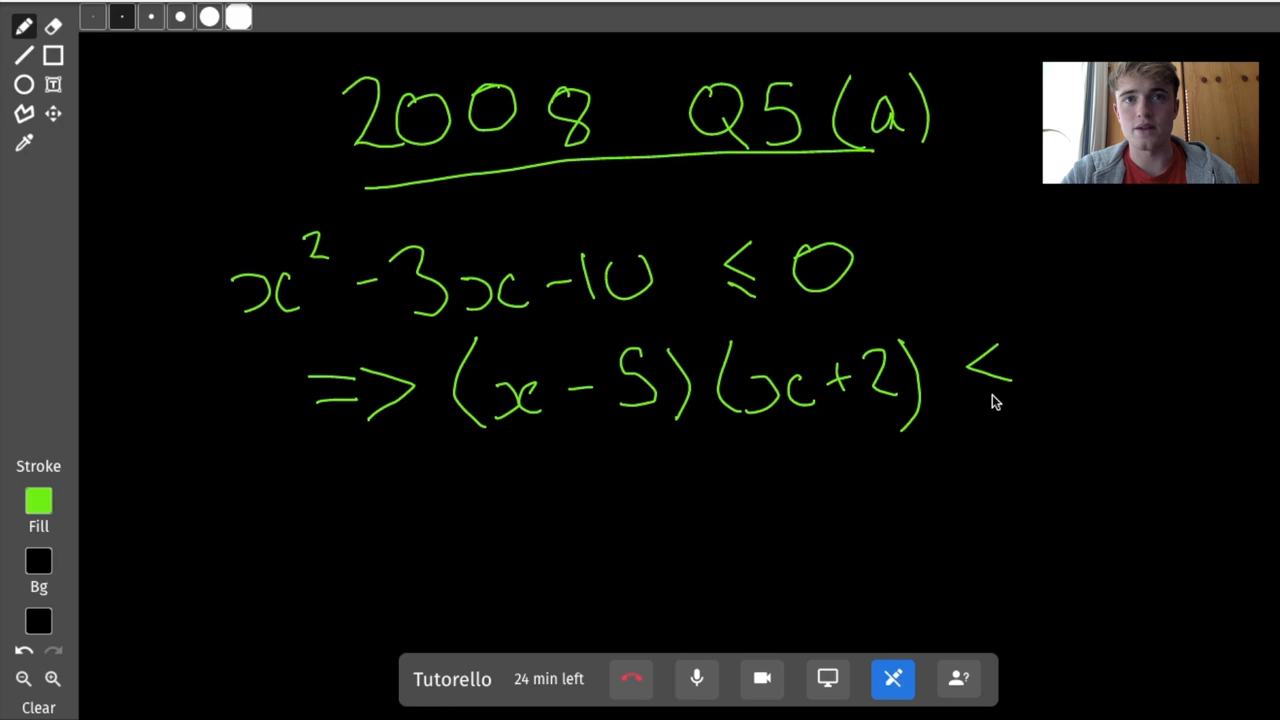 2008 Q5(a)
x² - 3x - 10 ≤ 0
=> (x - 5)(x + 2) <
Stroke
Fill
Bg
Clear
Tutorello 24 min left